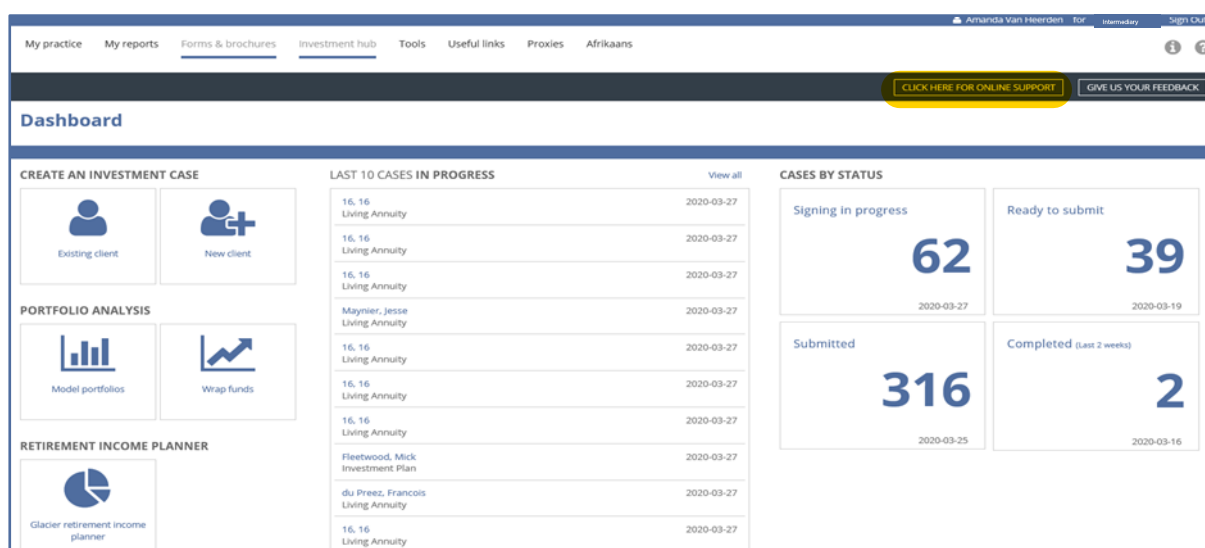 Amanda Van Heerden for Intermediary Sign Out
My practice My reports Forms & brochures Investment hub Tools Useful links Proxies Afrikaans
CLICK HERE FOR ONLINE SUPPORT GIVE US YOUR FEEDBACK
Dashboard
CREATE AN INVESTMENT CASE
Existing client
New client
PORTFOLIO ANALYSIS
Model portfolios
Wrap funds
RETIREMENT INCOME PLANNER
Glacier retirement income
planner
LAST 10 CASES IN PROGRESS View all
16, 16 2020-03-27
Living Annuity
16, 16 2020-03-27
Living Annuity
16, 16 2020-03-27
Living Annuity
Maynier, Jesse 2020-03-27
Living Annuity
16, 16 2020-03-27
Living Annuity
16, 16 2020-03-27
Living Annuity
16, 16 2020-03-27
Living Annuity
Fleetwood, Mick 2020-03-27
Investment Plan
du Preez, Francois 2020-03-27
Living Annuity
16, 16 2020-03-27
Living Annuity
CASES BY STATUS
Signing in progress
62
2020-03-27
Ready to submit
39
2020-03-19
Submitted
316
2020-03-25
Completed (Last 2 weeks)
2
2020-03-16